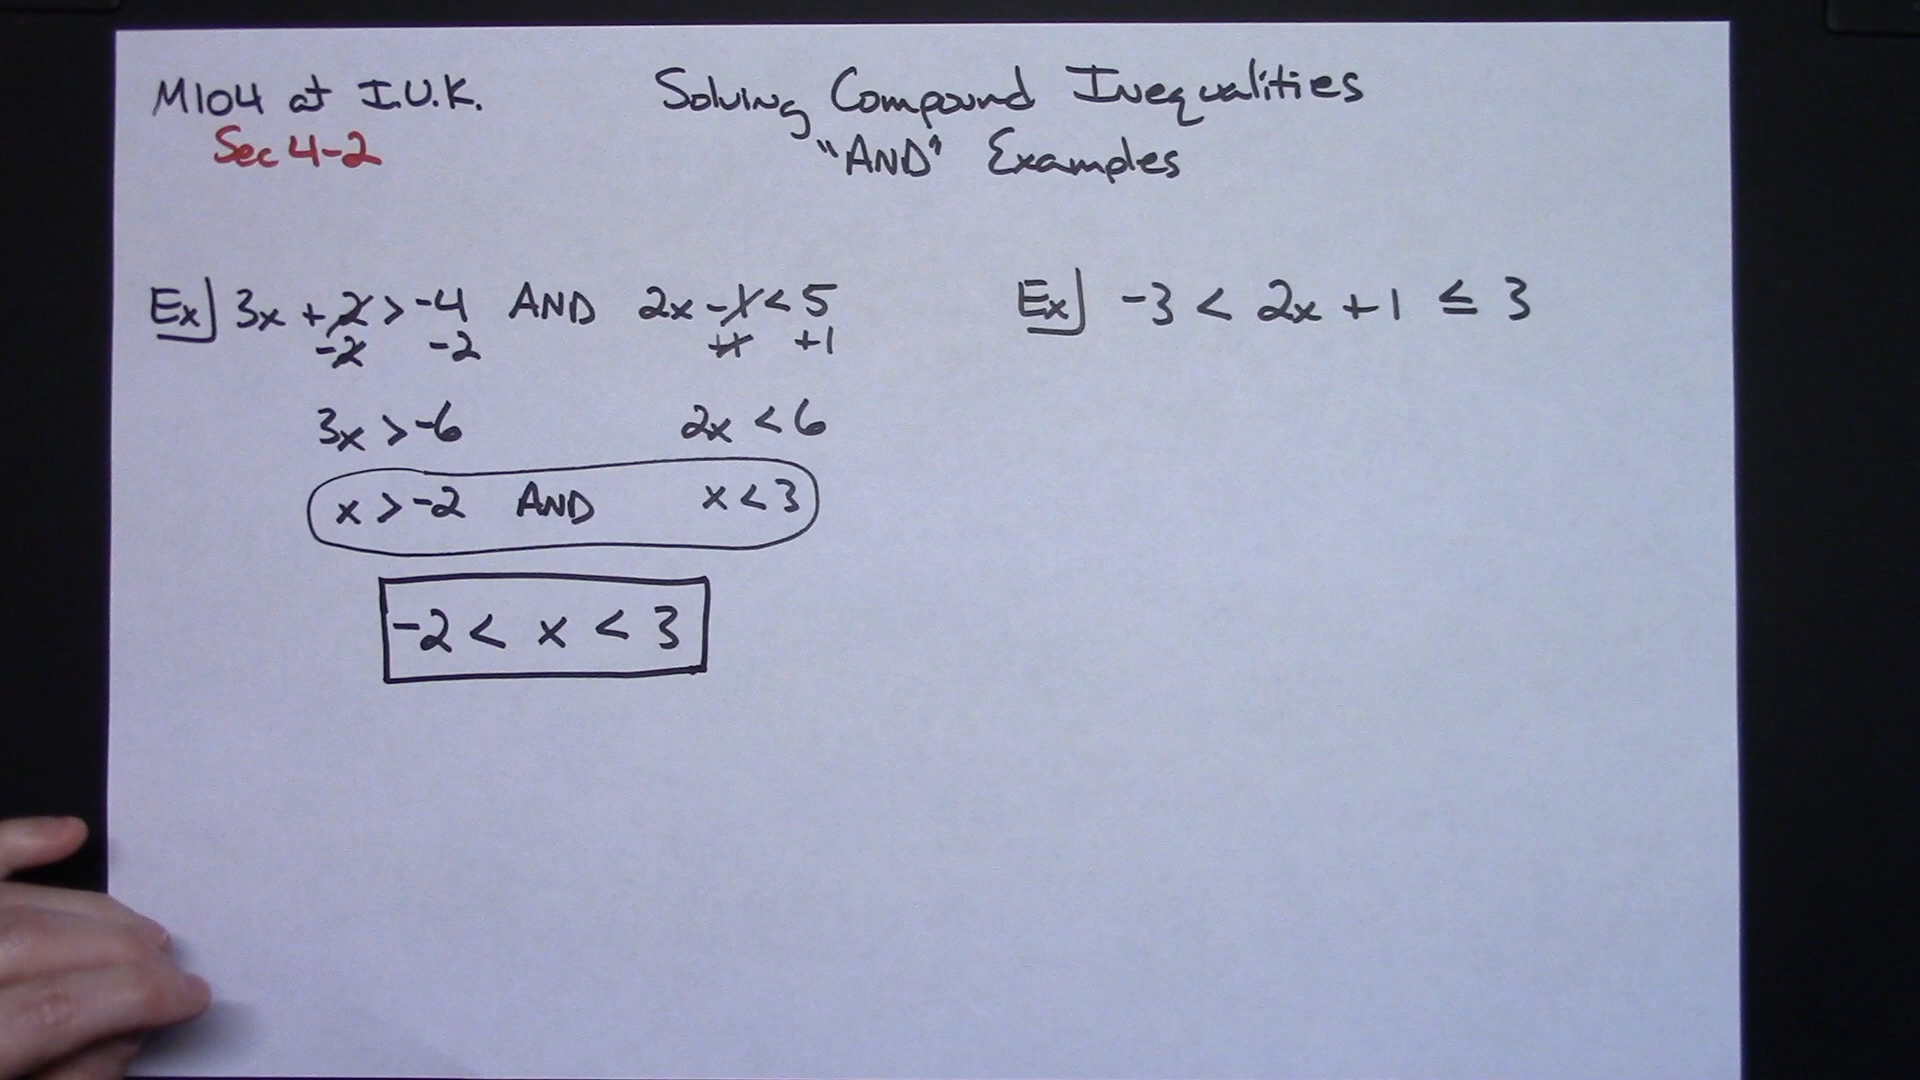 M104 at I.U.K.
Sec 4-2
Solving Compound Inequalities
"AND" Examples
Ex] 3x + 2 > -4 AND 2x - 1 < 5
-2 -2 +1 +1
3x > -6 2x < 6
x > -2 AND x < 3
-2 < x < 3
Ex] -3 < 2x + 1 ≤ 3